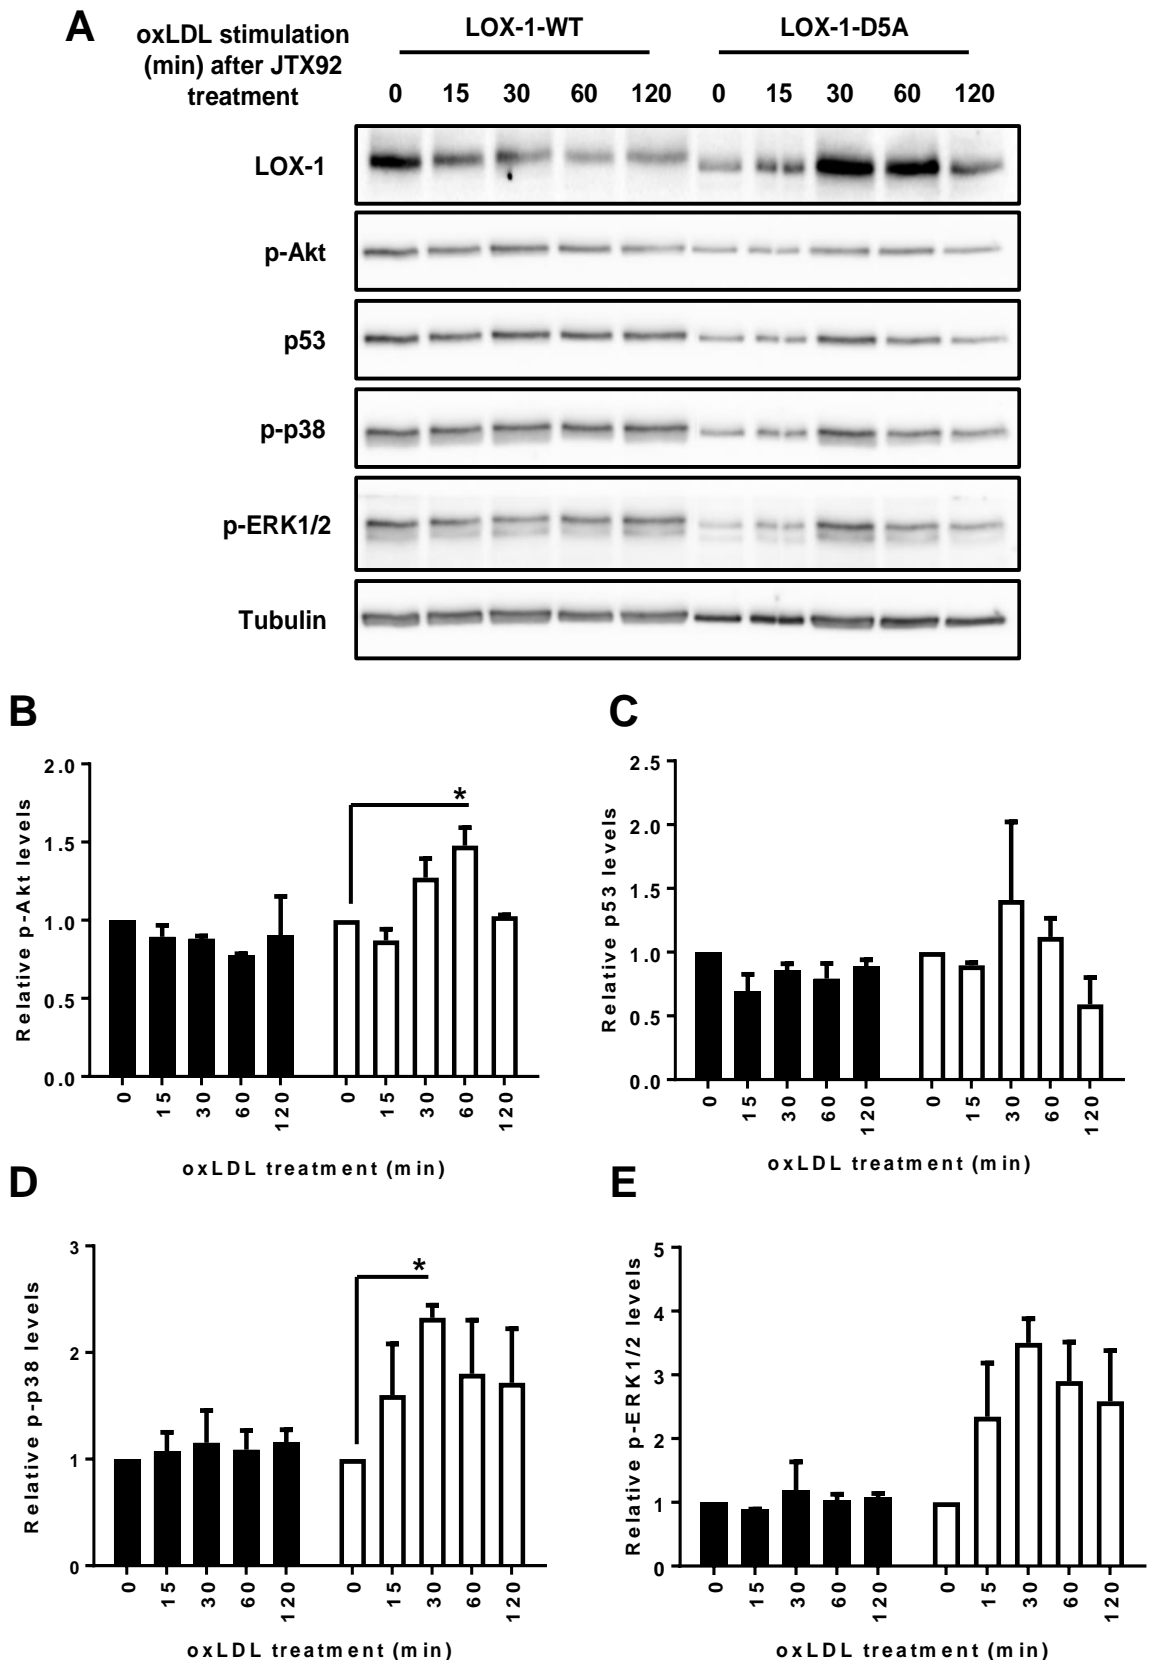 A
oxLDL stimulation
(min) after JTX92
treatment
LOX-1-WT LOX-1-D5A
0 15 30 60 120 0 15 30 60 120
LOX-1
p-Akt
p53
p-p38
p-ERK1/2
Tubulin
B
Relative p-Akt levels
2.0
1.5
1.0
0.5
0.0
*
0 15 30 60 120 0 15 30 60 120
oxLDL treatment (min)
C
Relative p53 levels
2.5
2.0
1.5
1.0
0.5
0.0
0 15 30 60 120 0 15 30 60 120
oxLDL treatment (min)
D
Relative p-p38 levels
3
2
1
0
*
0 15 30 60 120 0 15 30 60 120
oxLDL treatment (min)
E
Relative p-ERK1/2 levels
5
4
3
2
1
0
0 15 30 60 120 0 15 30 60 120
oxLDL treatment (min)